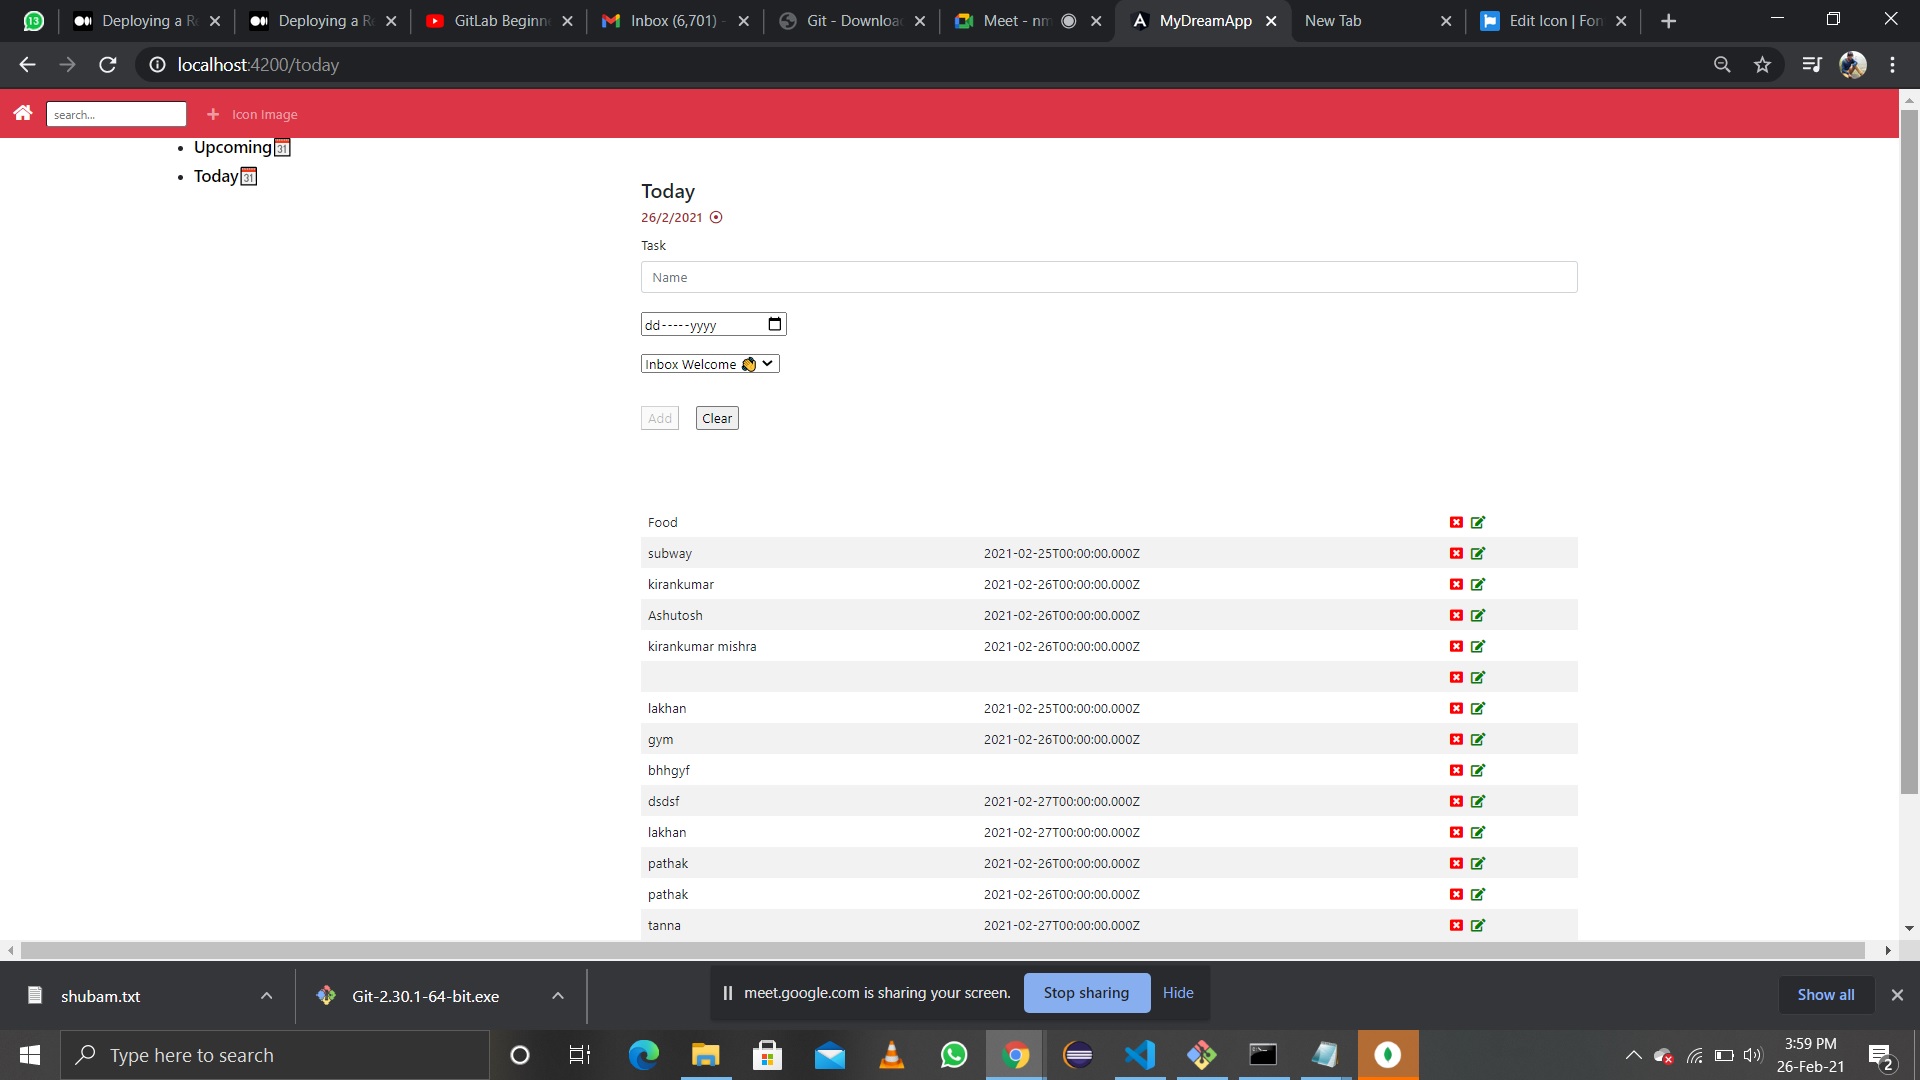 13
Deploying a Re
Deploying a Re
GitLab Beginne
Inbox (6,701) -
Git - Downloa
Meet - nm
MyDreamApp
New Tab
Edit Icon | Fon
localhost:4200/today
search...
Icon Image
Upcoming
Today
Today
26/2/2021
Task
Name
dd-----yyyy
Inbox Welcome 👏
Add
Clear
Food
subway 2021-02-25T00:00:00.000Z
kirankumar 2021-02-26T00:00:00.000Z
Ashutosh 2021-02-26T00:00:00.000Z
kirankumar mishra 2021-02-26T00:00:00.000Z
lakhan 2021-02-25T00:00:00.000Z
gym 2021-02-26T00:00:00.000Z
bhhgyf
dsdsf 2021-02-27T00:00:00.000Z
lakhan 2021-02-27T00:00:00.000Z
pathak 2021-02-26T00:00:00.000Z
pathak 2021-02-26T00:00:00.000Z
tanna 2021-02-27T00:00:00.000Z
shubam.txt
Git-2.30.1-64-bit.exe
meet.google.com is sharing your screen.
Stop sharing
Hide
Show all
Type here to search
3:59 PM
26-Feb-21
2